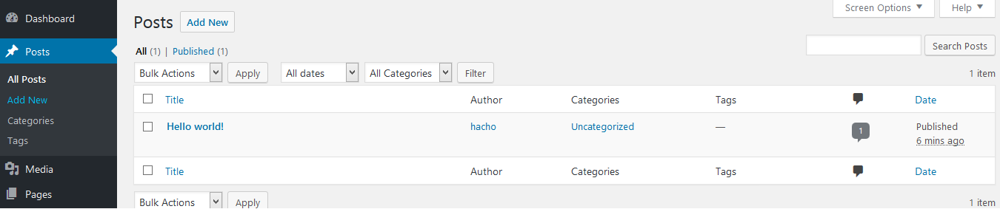 Dashboard
Posts
All Posts
Add New
Categories
Tags
Media
Pages
Screen Options Help
Posts Add New
All (1) | Published (1)
Search Posts
Bulk Actions Apply All dates All Categories Filter 1 item
Title Author Categories Tags Date
Hello world! hacho Uncategorized — 1 Published
6 mins ago
Title Author Categories Tags Date
Bulk Actions Apply 1 item